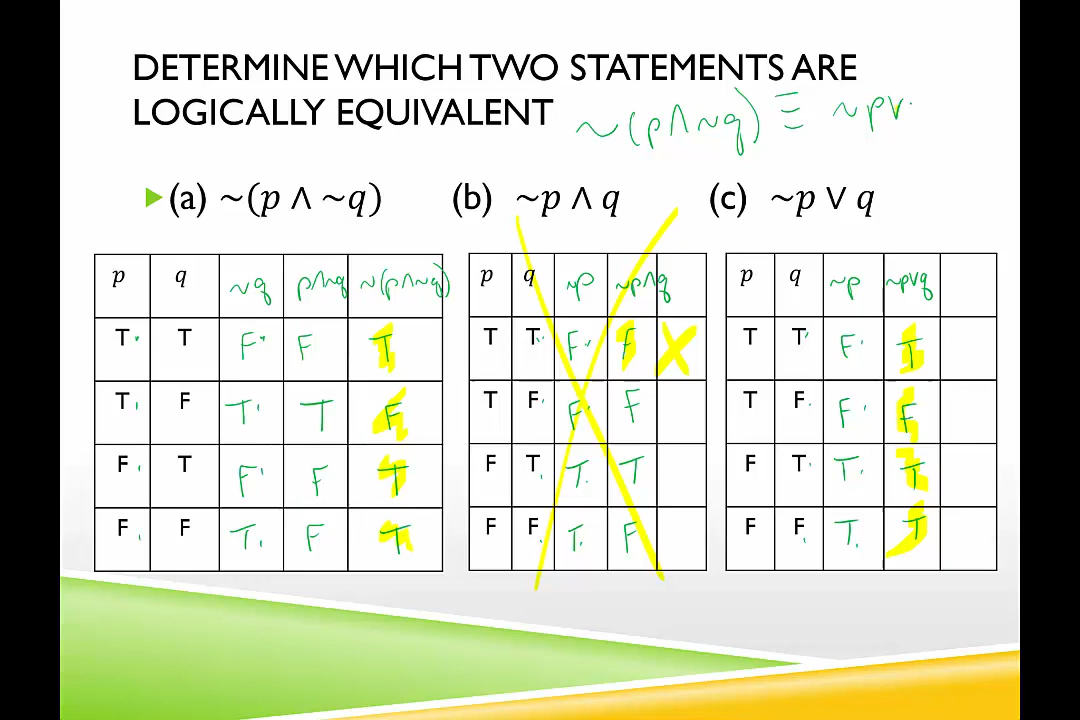 DETERMINE WHICH TWO STATEMENTS ARE
LOGICALLY EQUIVALENT ~(p∧~q) ≡ ~pv
(a) ~(p ∧ ~q) (b) ~p ∧ q (c) ~p ∨ q
p q ~q p∧~q ~(p∧~q)
T T F F T
T F T T F
F T F F T
F F T F T
p q ~p ~p∧q
T T F F X
T F F F
F T T T
F F T F
p q ~p ~p∨q
T T F T
T F F F
F T T T
F F T T